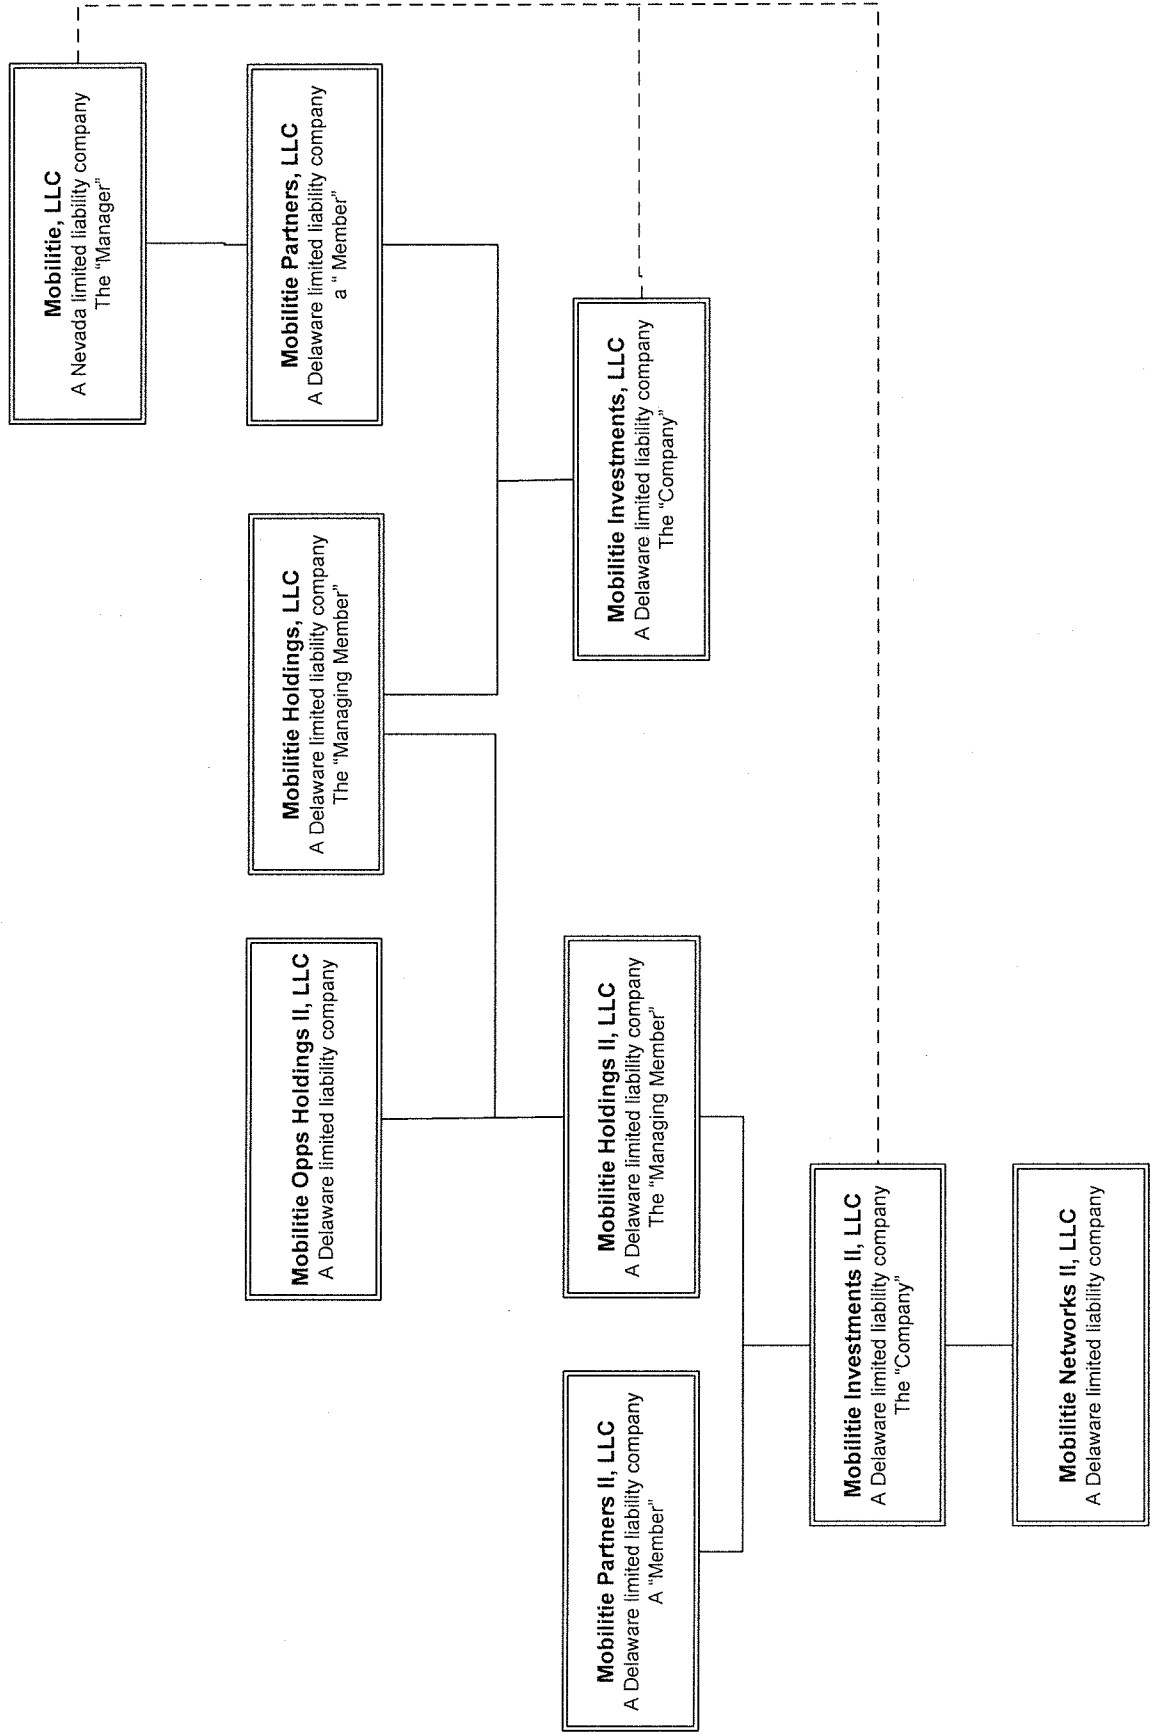 Mobilitie, LLC
A Nevada limited liability company
The “Manager”
Mobilitie Opps Holdings II, LLC
A Delaware limited liability company
Mobilitie Holdings, LLC
A Delaware limited liability company
The “Managing Member”
Mobilitie Partners, LLC
A Delaware limited liability company
a “ Member”
Mobilitie Partners II, LLC
A Delaware limited liability company
A “Member”
Mobilitie Holdings II, LLC
A Delaware limited liability company
The “Managing Member”
Mobilitie Investments, LLC
A Delaware limited liability company
The “Company”
Mobilitie Investments II, LLC
A Delaware limited liability company
The “Company”
Mobilitie Networks II, LLC
A Delaware limited liability company